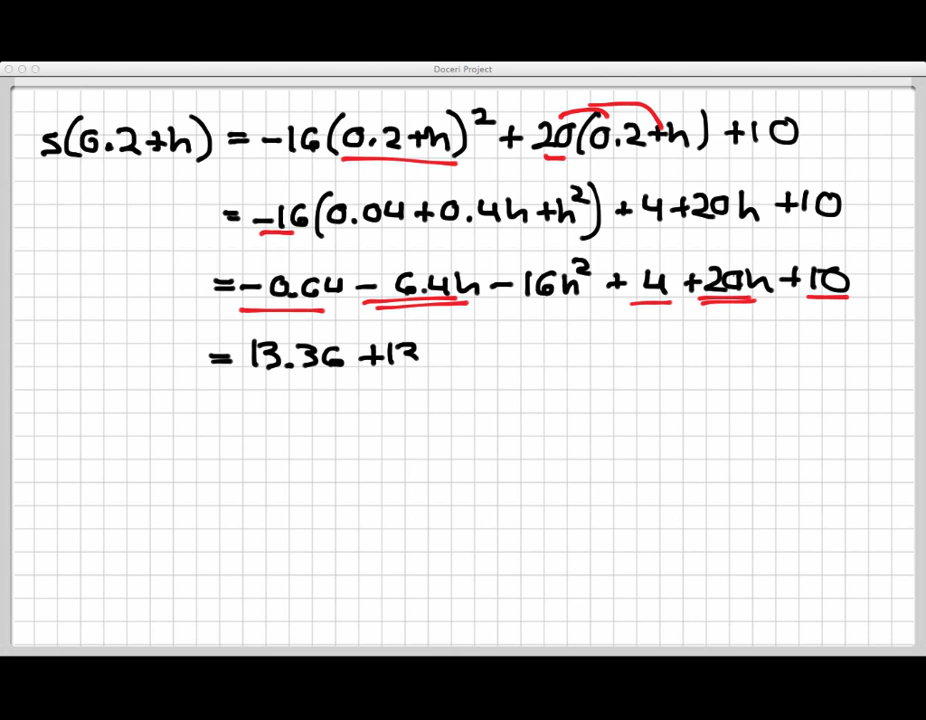 Doceri Project
s(0.2+h) = -16(0.2+h)² + 20(0.2+h) +10
= -16(0.04+0.4h+h²) + 4+20h +10
= -0.64 - 6.4h - 16h² + 4 +20h +10
= 13.36 +13